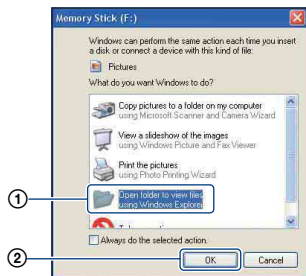 Memory Stick (F:)
Windows can perform the same action each time you insert
a disk or connect a device with this kind of file:
Pictures
What do you want Windows to do?
Copy pictures to a folder on my computer
using Microsoft Scanner and Camera Wizard
View a slideshow of the images
using Windows Picture and Fax Viewer
Print the pictures
using Photo Printing Wizard
① Open folder to view files
using Windows Explorer
Always do the selected action.
② OK Cancel